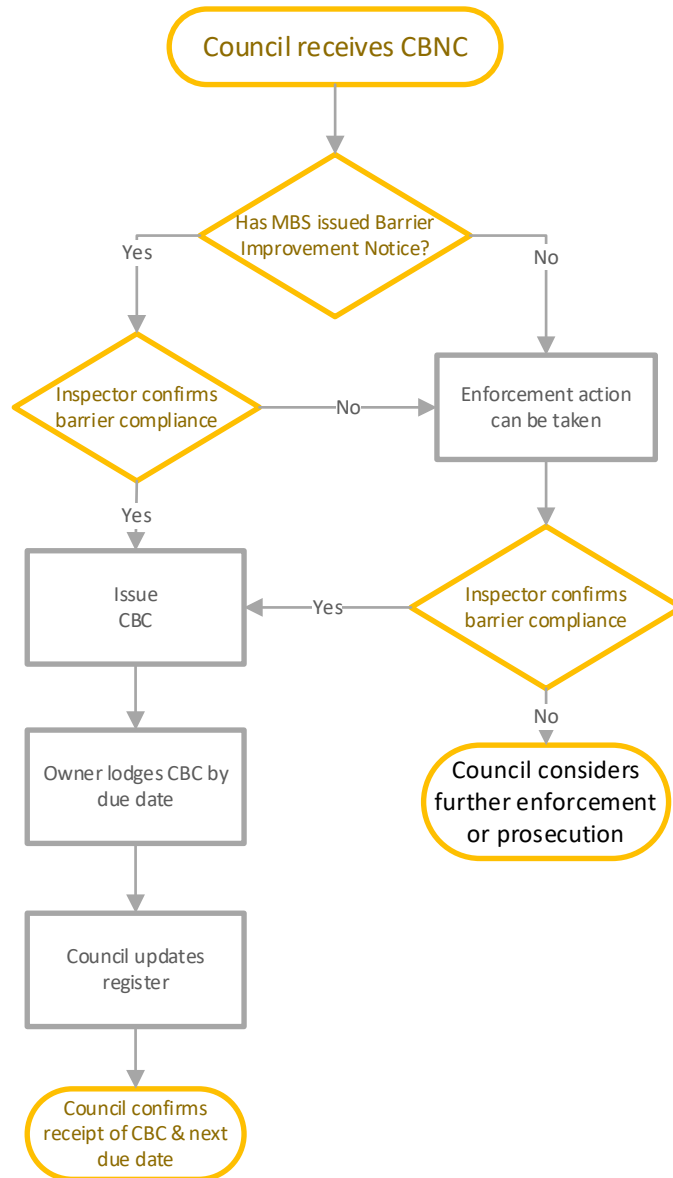 Council receives CBNC
Has MBS issued Barrier
Improvement Notice?
Yes
No
Inspector confirms
barrier compliance
No
Enforcement action
can be taken
Yes
Issue
CBC
Yes
Inspector confirms
barrier compliance
No
Owner lodges CBC by
due date
Council considers
further enforcement
or prosecution
Council updates
register
Council confirms
receipt of CBC & next
due date